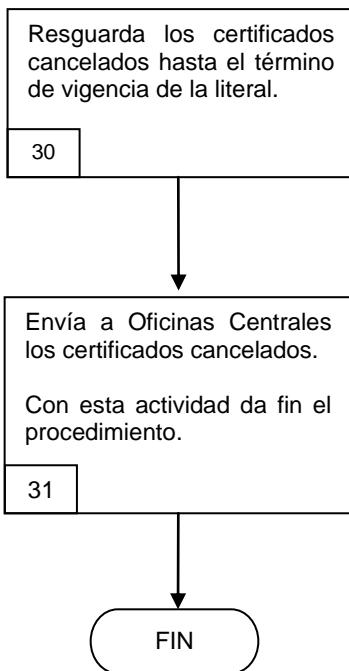 Resguarda los certificados
cancelados hasta el término
de vigencia de la literal.
30
Envía a Oficinas Centrales
los certificados cancelados.
Con esta actividad da fin el
procedimiento.
31
FIN